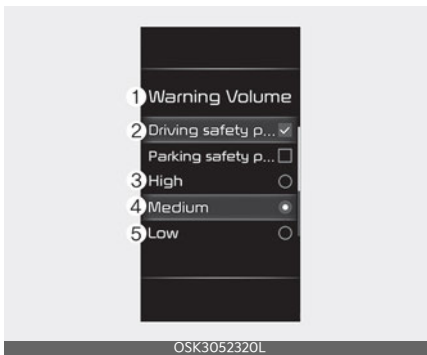 1 Warning Volume
2 Driving safety p...
Parking safety p...
3 High
4 Medium
5 Low
OSK3052320L